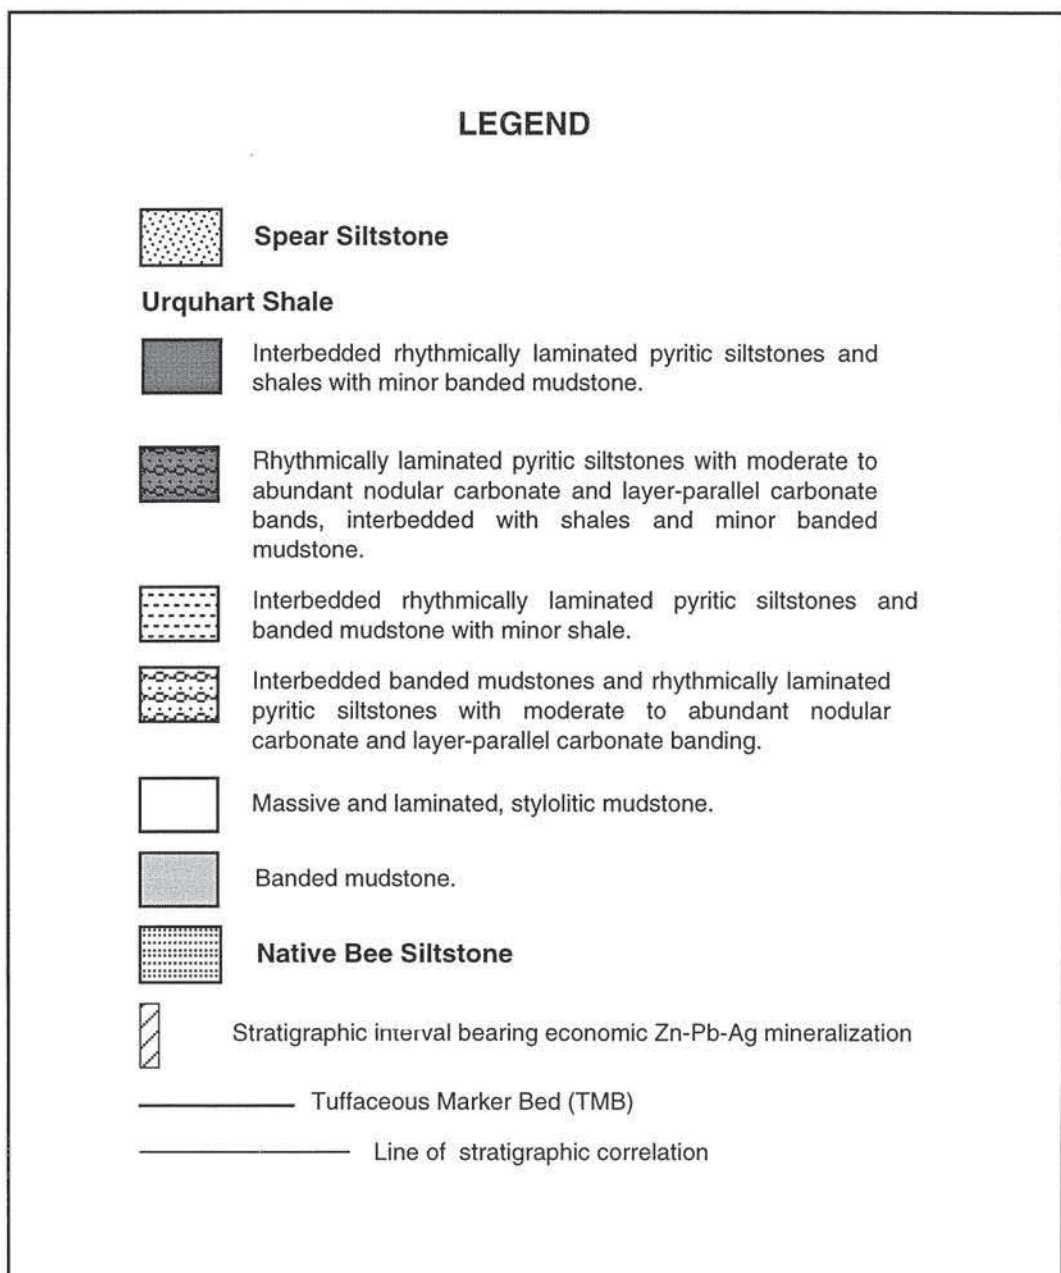 LEGEND
Spear Siltstone
Urquhart Shale
Interbedded rhythmically laminated pyritic siltstones and
shales with minor banded mudstone.
Rhythmically laminated pyritic siltstones with moderate to
abundant nodular carbonate and layer-parallel carbonate
bands, interbedded with shales and minor banded
mudstone.
Interbedded rhythmically laminated pyritic siltstones and
banded mudstone with minor shale.
Interbedded banded mudstones and rhythmically laminated
pyritic siltstones with moderate to abundant nodular
carbonate and layer-parallel carbonate banding.
Massive and laminated, stylolitic mudstone.
Banded mudstone.
Native Bee Siltstone
Stratigraphic interval bearing economic Zn-Pb-Ag mineralization
Tuffaceous Marker Bed (TMB)
Line of stratigraphic correlation